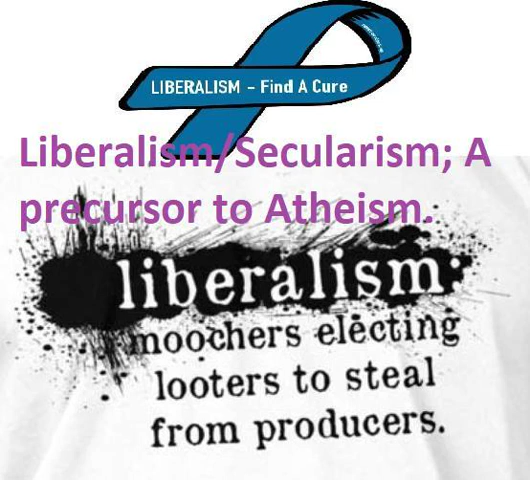 LIBERALISM – Find A Cure
Liberalism/Secularism; A
precursor to Atheism.
liberalism:
moochers electing
looters to steal
from producers.